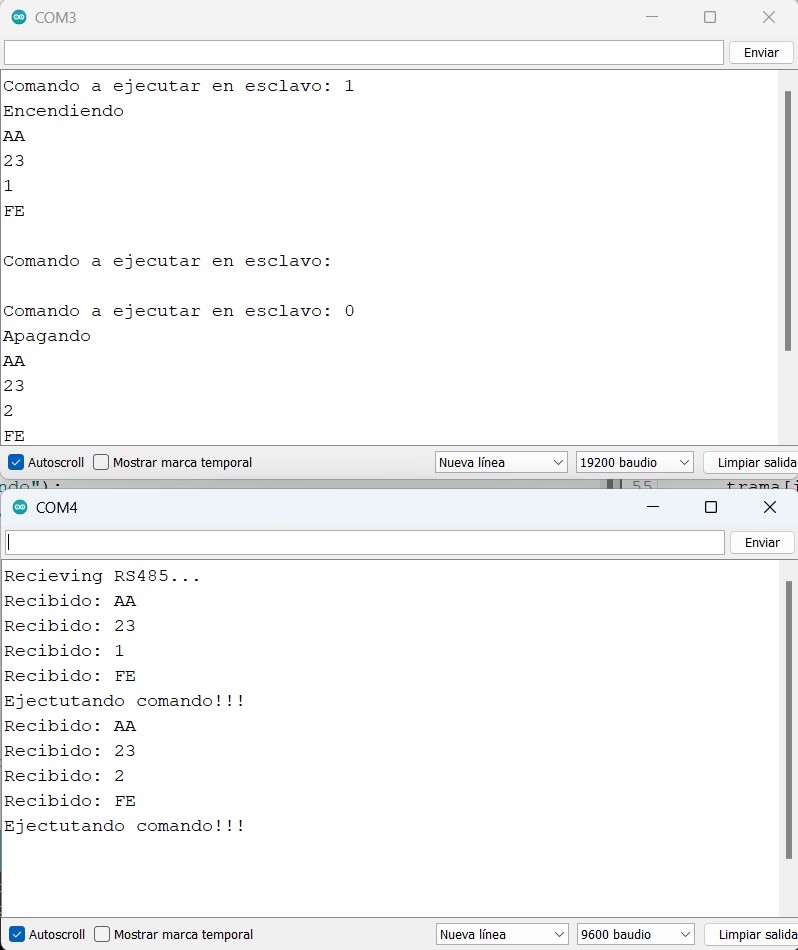 COM3
Enviar
Comando a ejecutar en esclavo: 1
Encendiendo
AA
23
1
FE
Comando a ejecutar en esclavo:
Comando a ejecutar en esclavo: 0
Apagando
AA
23
2
FE
Autoscroll Mostrar marca temporal Nueva línea 19200 baudio Limpiar salida
ndo"); 55 trama[i
COM4
Enviar
Recieving RS485...
Recibido: AA
Recibido: 23
Recibido: 1
Recibido: FE
Ejectutando comando!!!
Recibido: AA
Recibido: 23
Recibido: 2
Recibido: FE
Ejectutando comando!!!
Autoscroll Mostrar marca temporal Nueva línea 9600 baudio Limpiar salida